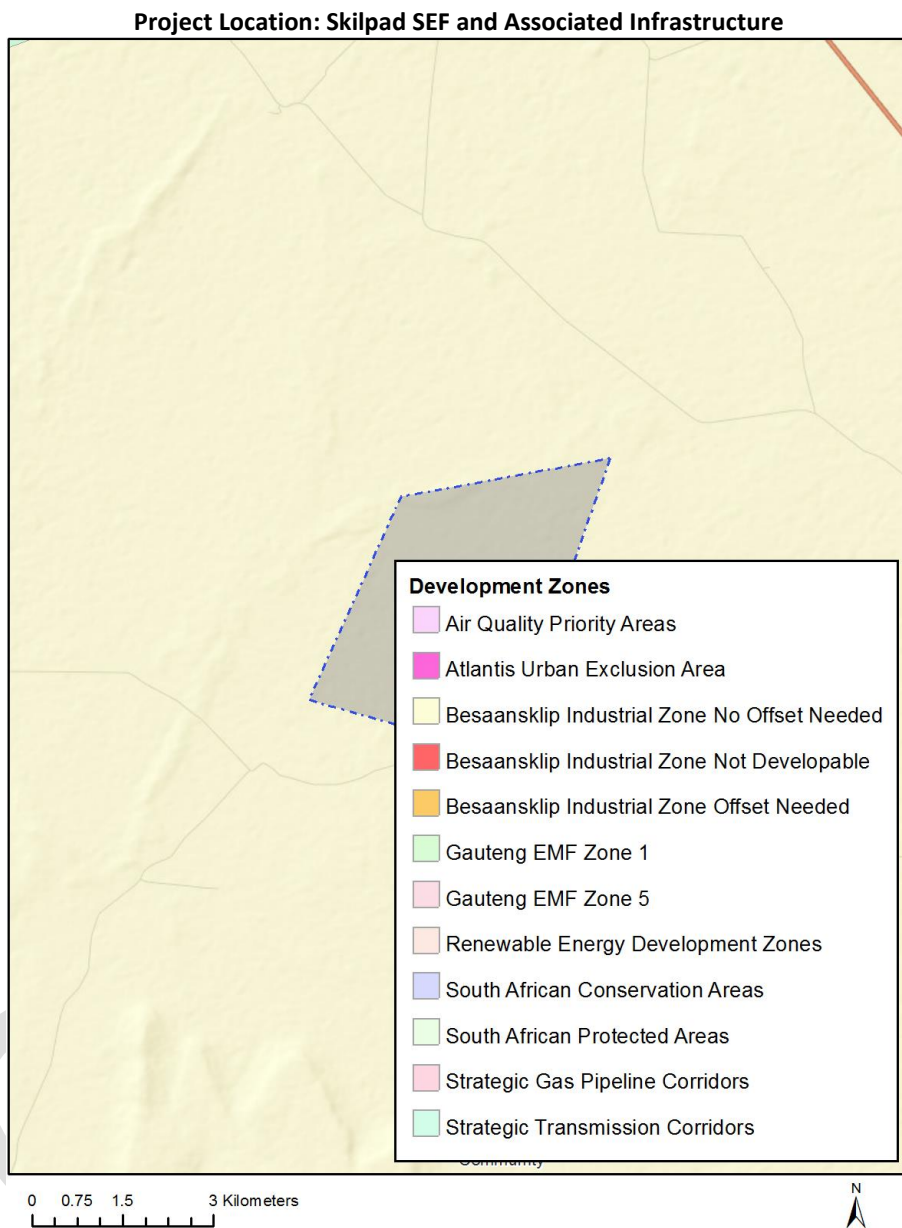 Project Location: Skilpad SEF and Associated Infrastructure
Development Zones
Air Quality Priority Areas
Atlantis Urban Exclusion Area
Besaansklip Industrial Zone No Offset Needed
Besaansklip Industrial Zone Not Developable
Besaansklip Industrial Zone Offset Needed
Gauteng EMF Zone 1
Gauteng EMF Zone 5
Renewable Energy Development Zones
South African Conservation Areas
South African Protected Areas
Strategic Gas Pipeline Corridors
Strategic Transmission Corridors
Community
0 0.75 1.5 3 Kilometers
N